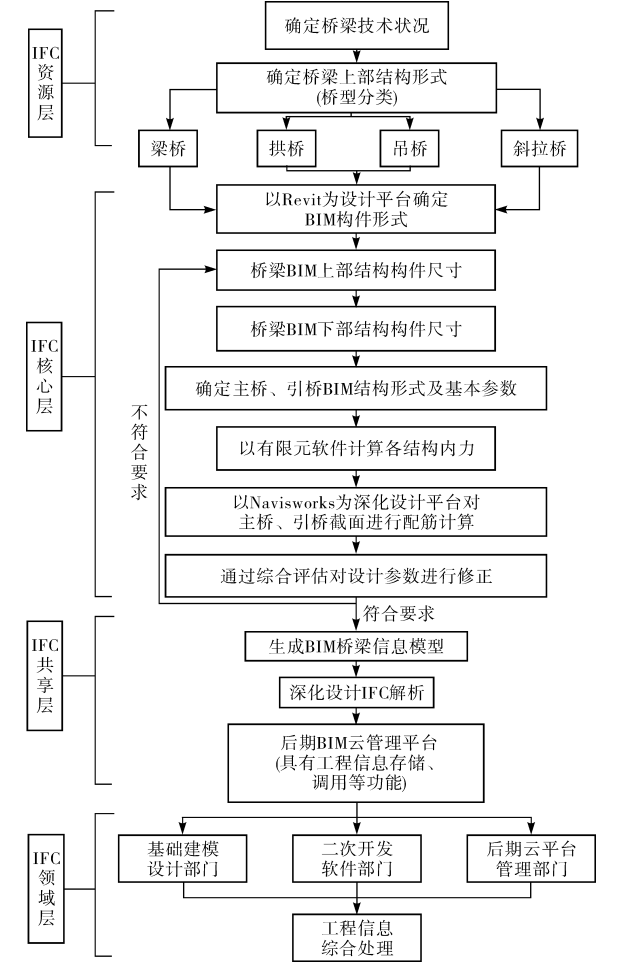 确定桥梁技术状况
IFC
资
源
层
确定桥梁上部结构形式
(桥型分类)
梁桥
拱桥
吊桥
斜拉桥
以Revit为设计平台确定
BIM构件形式
桥梁BIM上部结构构件尺寸
桥梁BIM下部结构构件尺寸
IFC
核
心
层
确定主桥、引桥BIM结构形式及基本参数
不
符
合
要
求
以有限元软件计算各结构内力
以Navisworks为深化设计平台对
主桥、引桥截面进行配筋计算
通过综合评估对设计参数进行修正
符合要求
IFC
共
享
层
生成BIM桥梁信息模型
深化设计IFC解析
后期BIM云管理平台
(具有工程信息存储、
调用等功能)
IFC
领
域
层
基础建模
设计部门
二次开发
软件部门
后期云平台
管理部门
工程信息
综合处理